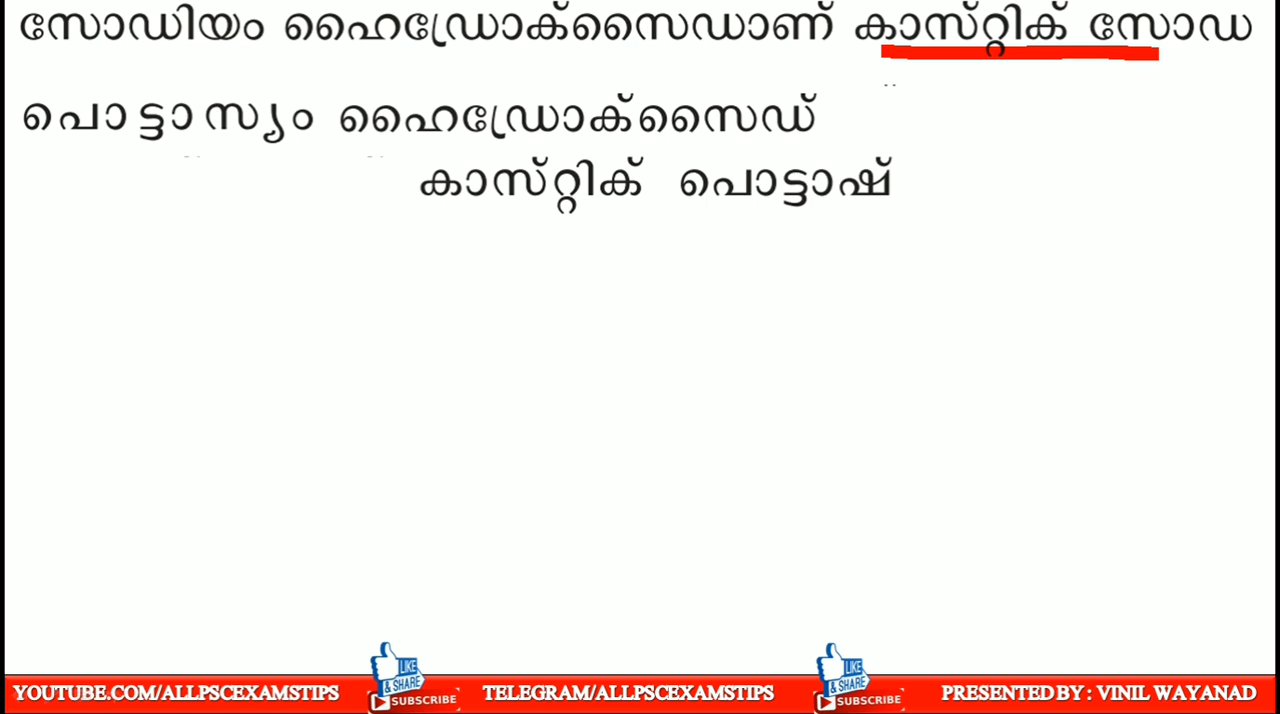 സോഡിയം ഹൈഡ്രോക്സൈഡാണ് കാസ്റ്റിക് സോഡ
പൊട്ടാസ്യം ഹൈഡ്രോക്സൈഡ്
കാസ്റ്റിക് പൊട്ടാഷ്
LIKE
& SHARE
SUBSCRIBE
LIKE
& SHARE
SUBSCRIBE
YOUTUBE.COM/ALLPSCEXAMSTIPS TELEGRAM/ALLPSCEXAMSTIPS PRESENTED BY : VINIL WAYANAD